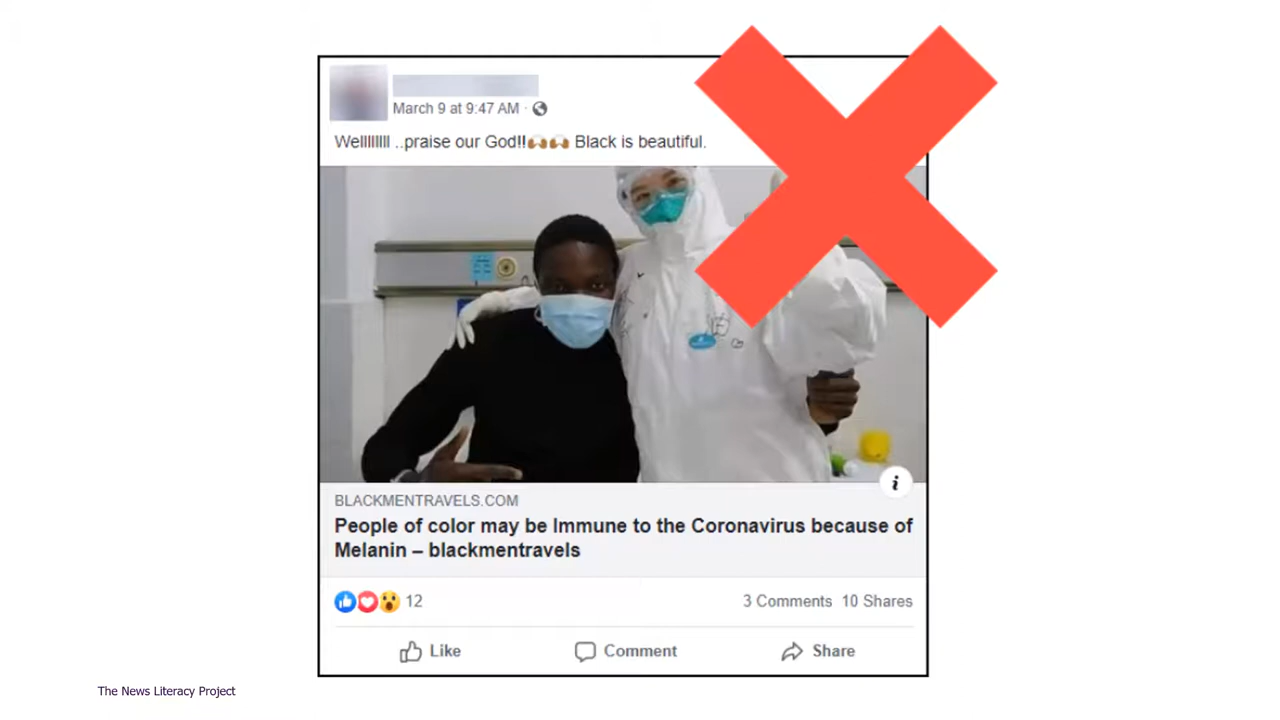 March 9 at 9:47 AM ·
Wellllllll ..praise our God!!🙌🏾🙌🏾 Black is beautiful.
i
BLACKMENTRAVELS.COM
People of color may be Immune to the Coronavirus because of
Melanin – blackmentravels
12
3 Comments 10 Shares
Like
Comment
Share
The News Literacy Project